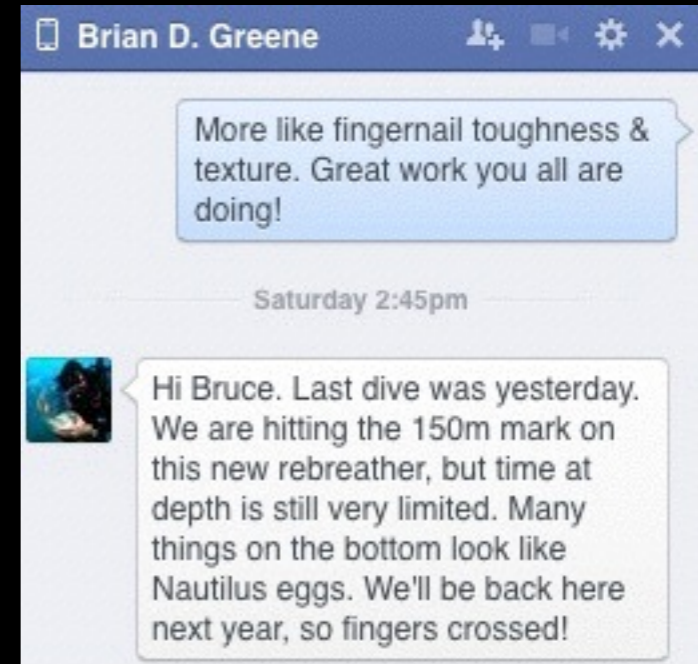 Brian D. Greene
More like fingernail toughness &
texture. Great work you all are
doing!
Saturday 2:45pm
Hi Bruce. Last dive was yesterday.
We are hitting the 150m mark on
this new rebreather, but time at
depth is still very limited. Many
things on the bottom look like
Nautilus eggs. We'll be back here
next year, so fingers crossed!